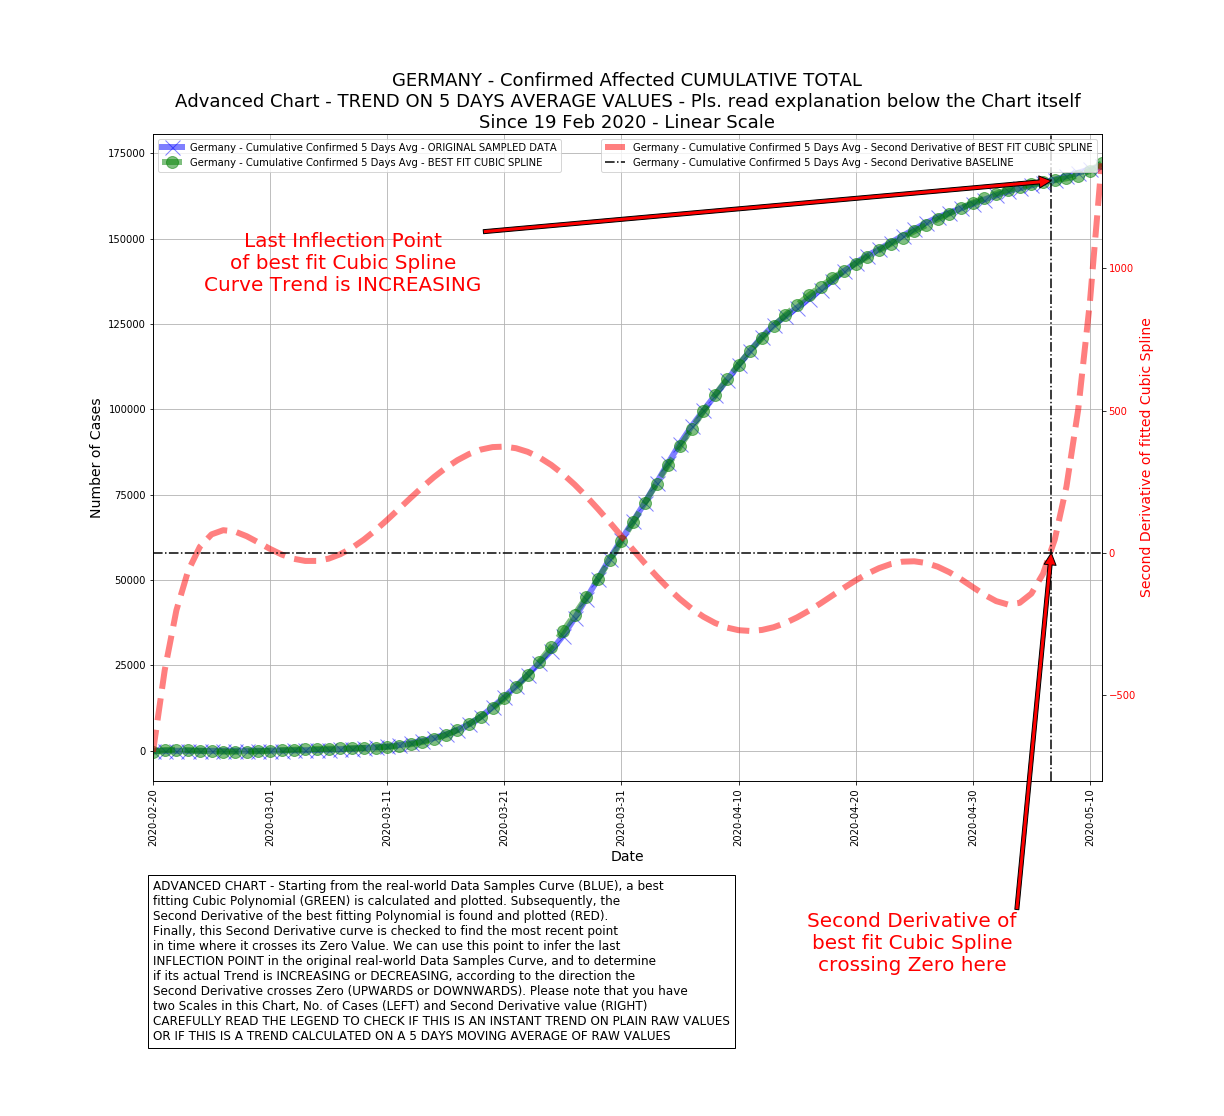 GERMANY - Confirmed Affected CUMULATIVE TOTAL
Advanced Chart - TREND ON 5 DAYS AVERAGE VALUES - Pls. read explanation below the Chart itself
Since 19 Feb 2020 - Linear Scale
Germany - Cumulative Confirmed 5 Days Avg - ORIGINAL SAMPLED DATA
Germany - Cumulative Confirmed 5 Days Avg - BEST FIT CUBIC SPLINE
Germany - Cumulative Confirmed 5 Days Avg - Second Derivative of BEST FIT CUBIC SPLINE
Germany - Cumulative Confirmed 5 Days Avg - Second Derivative BASELINE
Last Inflection Point
of best fit Cubic Spline
Curve Trend is INCREASING
Number of Cases
175000
150000
125000
100000
75000
50000
25000
0
1000
500
0
−500
Second Derivative of fitted Cubic Spline
2020-02-20
2020-03-01
2020-03-11
2020-03-21
2020-03-31
2020-04-10
2020-04-20
2020-04-30
2020-05-10
Date
ADVANCED CHART - Starting from the real-world Data Samples Curve (BLUE), a best
fitting Cubic Polynomial (GREEN) is calculated and plotted. Subsequently, the
Second Derivative of the best fitting Polynomial is found and plotted (RED).
Finally, this Second Derivative curve is checked to find the most recent point
in time where it crosses its Zero Value. We can use this point to infer the last
INFLECTION POINT in the original real-world Data Samples Curve, and to determine
if its actual Trend is INCREASING or DECREASING, according to the direction the
Second Derivative crosses Zero (UPWARDS or DOWNWARDS). Please note that you have
two Scales in this Chart, No. of Cases (LEFT) and Second Derivative value (RIGHT)
CAREFULLY READ THE LEGEND TO CHECK IF THIS IS AN INSTANT TREND ON PLAIN RAW VALUES
OR IF THIS IS A TREND CALCULATED ON A 5 DAYS MOVING AVERAGE OF RAW VALUES
Second Derivative of
best fit Cubic Spline
crossing Zero here